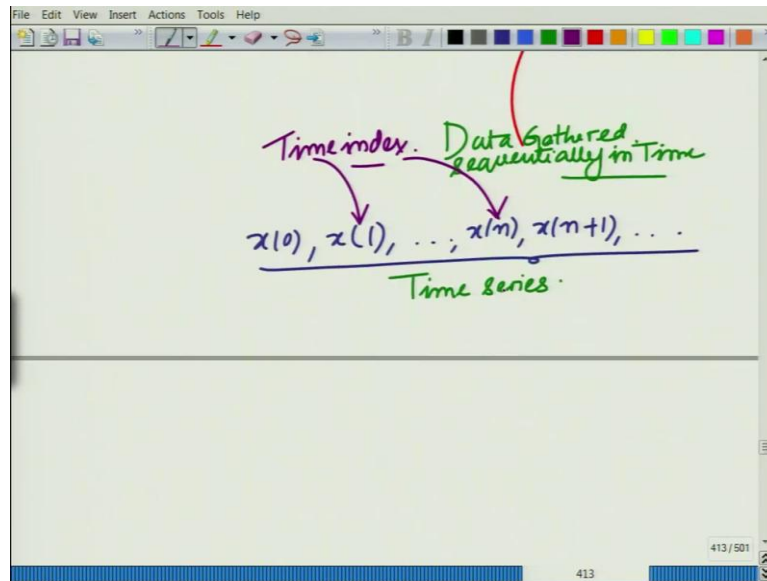 File Edit View Insert Actions Tools Help
B I
Time index. Data Gathered
sequentially in Time
x(0), x(1), ..., x(n), x(n+1), ....
Time series.
413/501
413